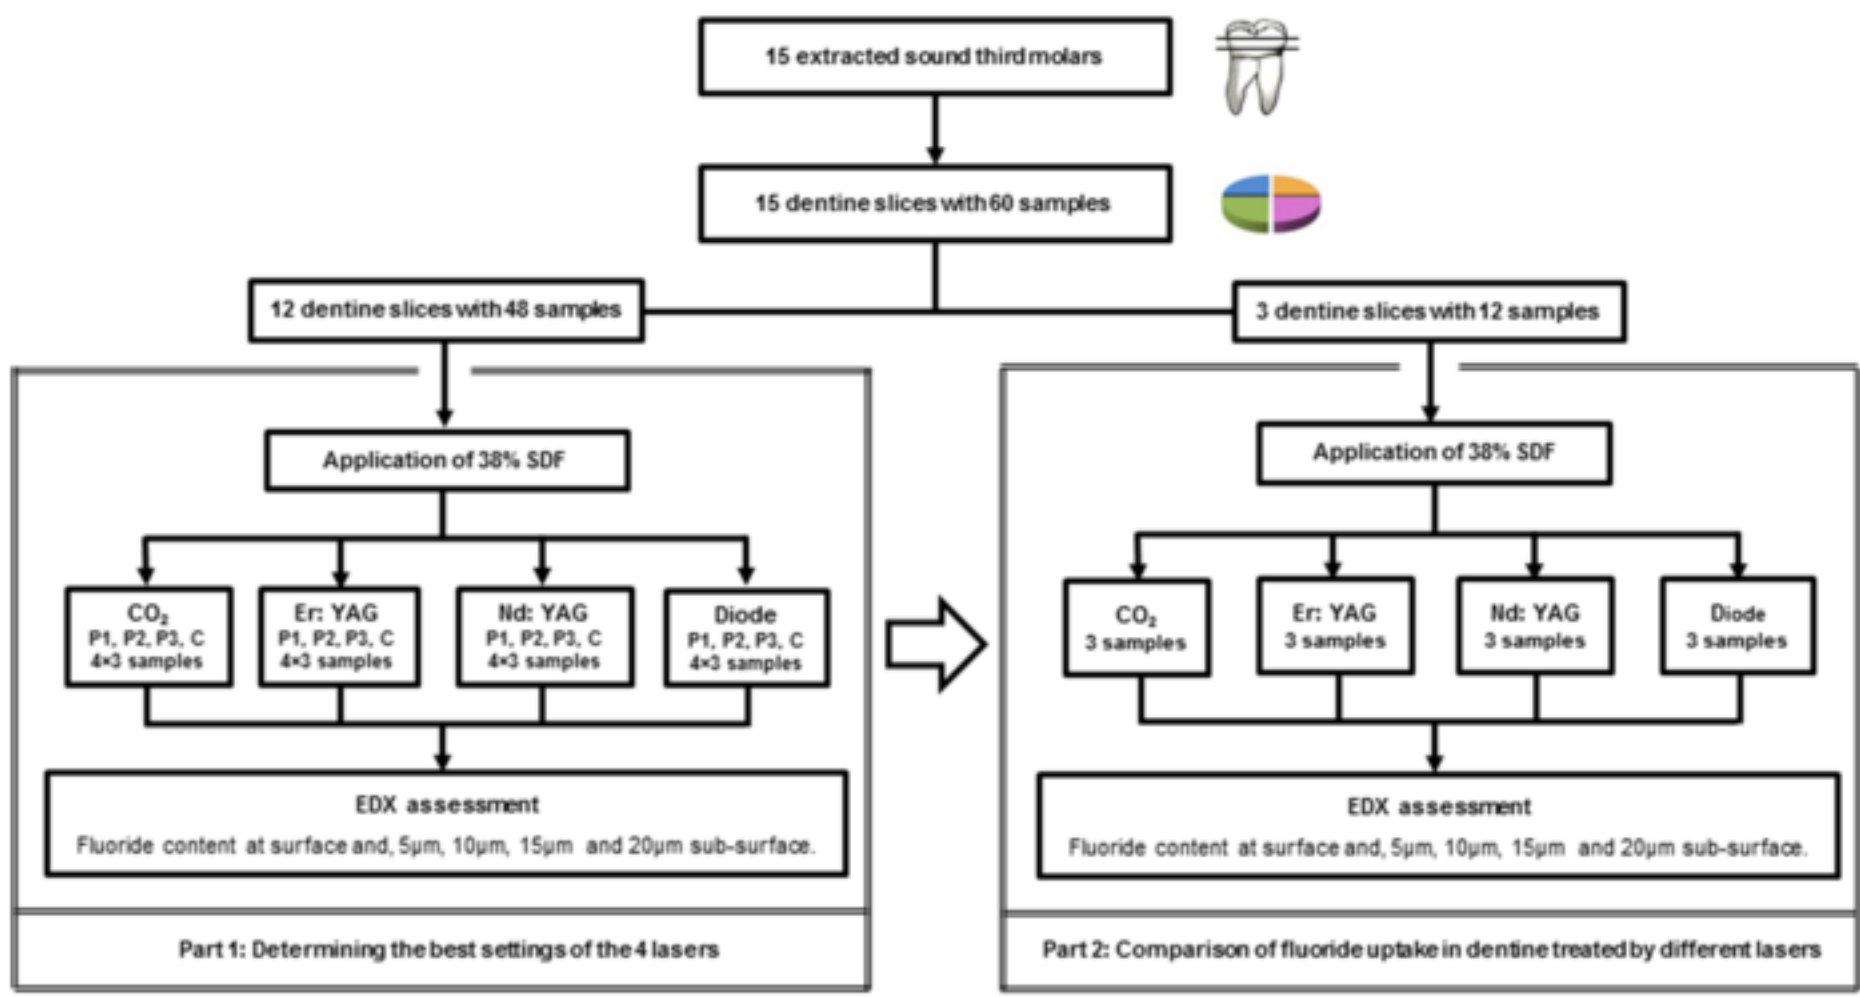 15 extracted sound third molars
15 dentine slices with 60 samples
12 dentine slices with 48 samples
3 dentine slices with 12 samples
Application of 38% SDF
CO₂
P1, P2, P3, C
4×3 samples
Er: YAG
P1, P2, P3, C
4×3 samples
Nd: YAG
P1, P2, P3, C
4×3 samples
Diode
P1, P2, P3, C
4×3 samples
EDX assessment
Fluoride content at surface and, 5µm, 10µm, 15µm and 20µm sub-surface.
Part 1: Determining the best settings of the 4 lasers
Application of 38% SDF
CO₂
3 samples
Er: YAG
3 samples
Nd: YAG
3 samples
Diode
3 samples
EDX assessment
Fluoride content at surface and, 5µm, 10µm, 15µm and 20µm sub-surface.
Part 2: Comparison of fluoride uptake in dentine treated by different lasers